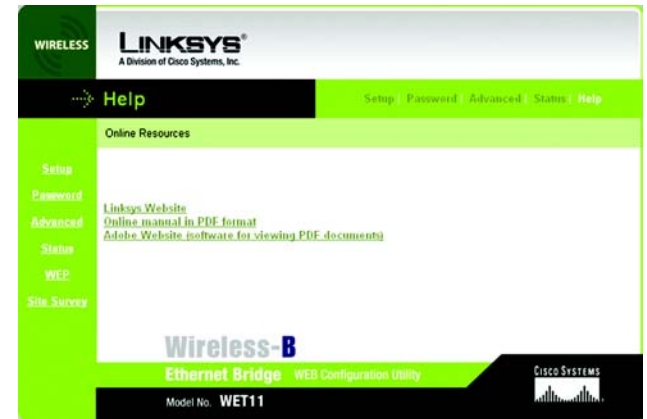 WIRELESS
LINKSYS®
A Division of Cisco Systems, Inc.
Help
Setup | Password | Advanced | Status | Help
Online Resources
Setup
Password
Advanced
Status
WEP
Site Survey
Linksys Website
Online manual in PDF format
Adobe Website (software for viewing PDF documents)
Wireless-B
Ethernet Bridge WEB Configuration Utility
Model No. WET11
CISCO SYSTEMS